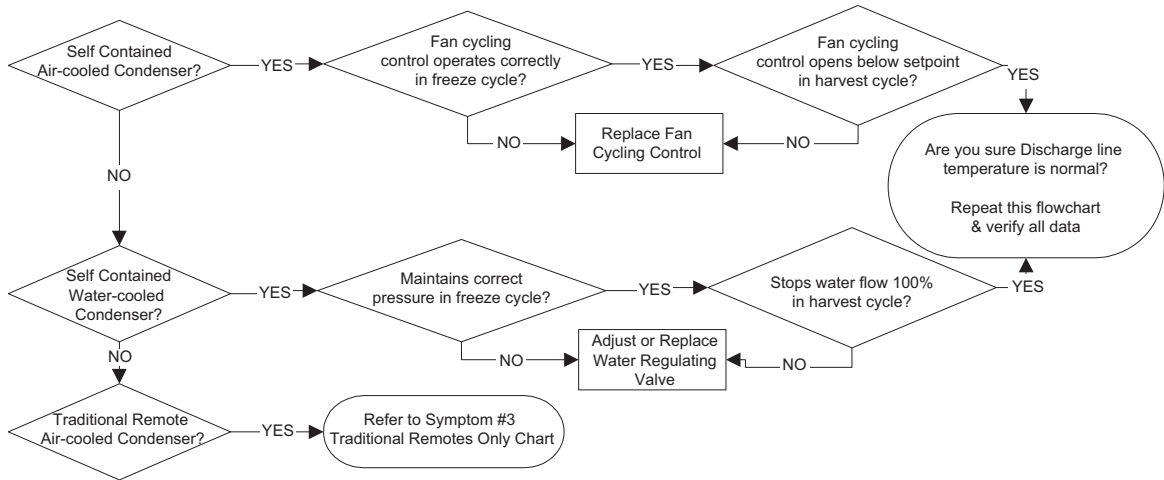 Self Contained
Air-cooled Condenser?
YES
Fan cycling
control operates correctly
in freeze cycle?
YES
Fan cycling
control opens below setpoint
in harvest cycle?
YES
NO
Replace Fan
Cycling Control
NO
Are you sure Discharge line
temperature is normal?
Repeat this flowchart
& verify all data
NO
Self Contained
Water-cooled
Condenser?
YES
Maintains correct
pressure in freeze cycle?
YES
Stops water flow 100%
in harvest cycle?
YES
NO
Adjust or Replace
Water Regulating
Valve
NO
NO
Traditional Remote
Air-cooled Condenser?
YES
Refer to Symptom #3
Traditional Remotes Only Chart